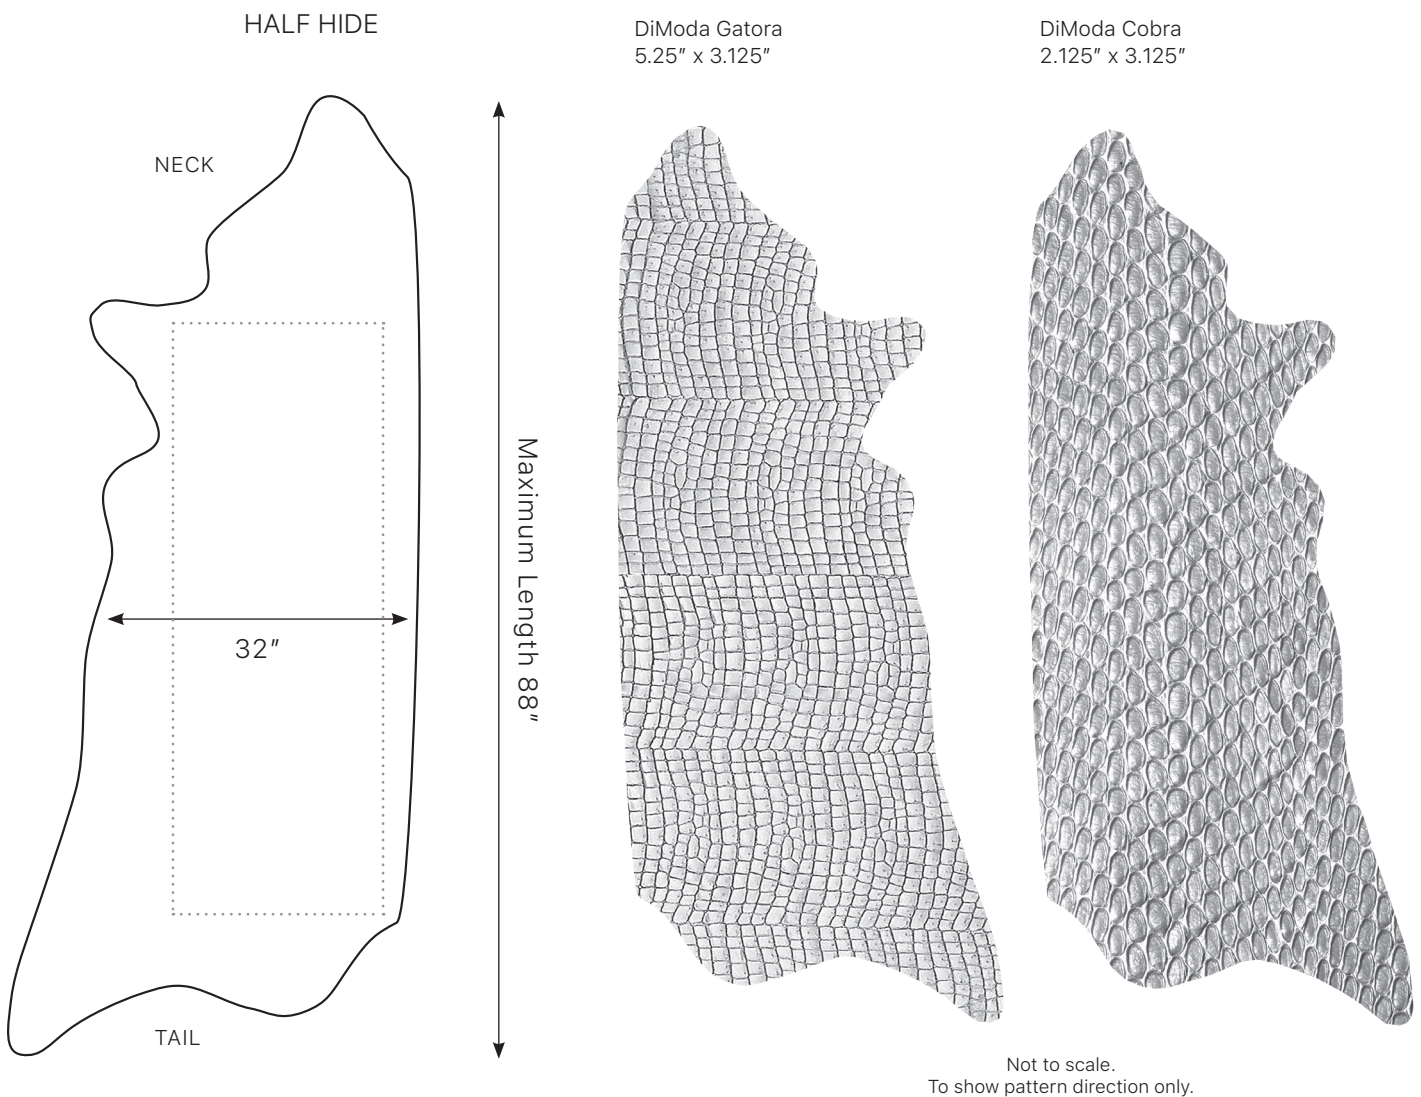 HALF HIDE
NECK
32″
TAIL
Maximum Length 88″
DiModa Gatora
5.25″ x 3.125″
DiModa Cobra
2.125″ x 3.125″
Not to scale.
To show pattern direction only.